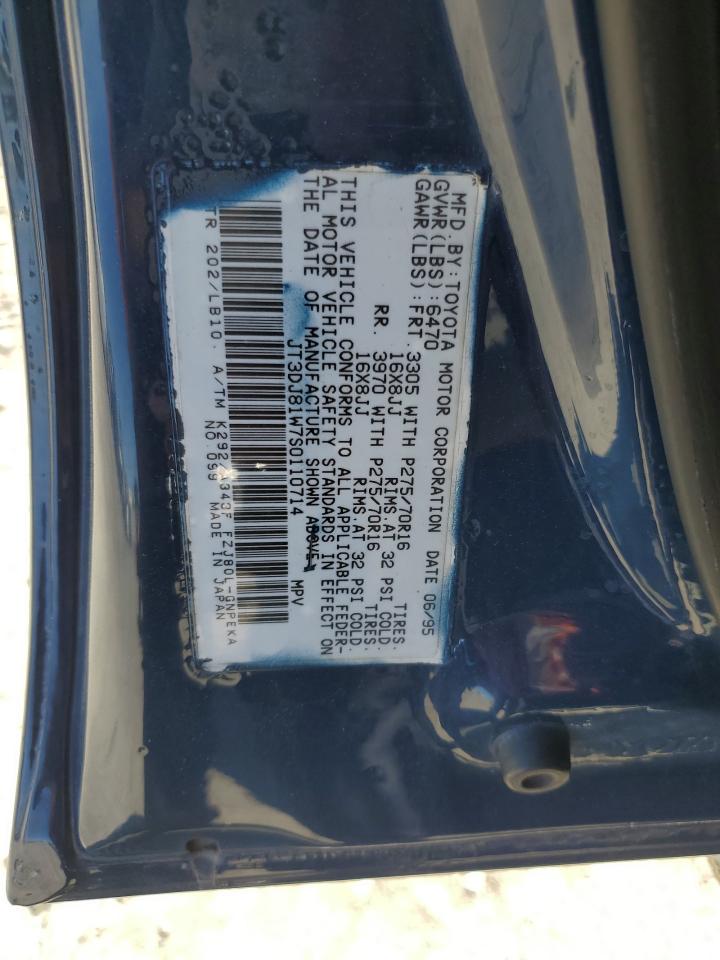 MFD. BY: TOYOTA MOTOR CORPORATION DATE 06/95
GVWR(LBS):6470
GAWR(LBS):FRT. 3305 WITH P275/70R16 TIRES.
16X8JJ RIMS.AT 32 PSI COLD.
RR. 3970 WITH P275/70R16 TIRES.
16X8JJ RIMS.AT 32 PSI COLD.
THIS VEHICLE CONFORMS TO ALL APPLICABLE FEDER-
AL MOTOR VEHICLE SAFETY STANDARDS IN EFFECT ON
THE DATE OF MANUFACTURE SHOWN ABOVE.
JT3DJ81W7S0110714 MPV
TR 202/LB10. A/TM K292/A343F FZJ80L-GNPEKA
NO.099 MADE IN JAPAN